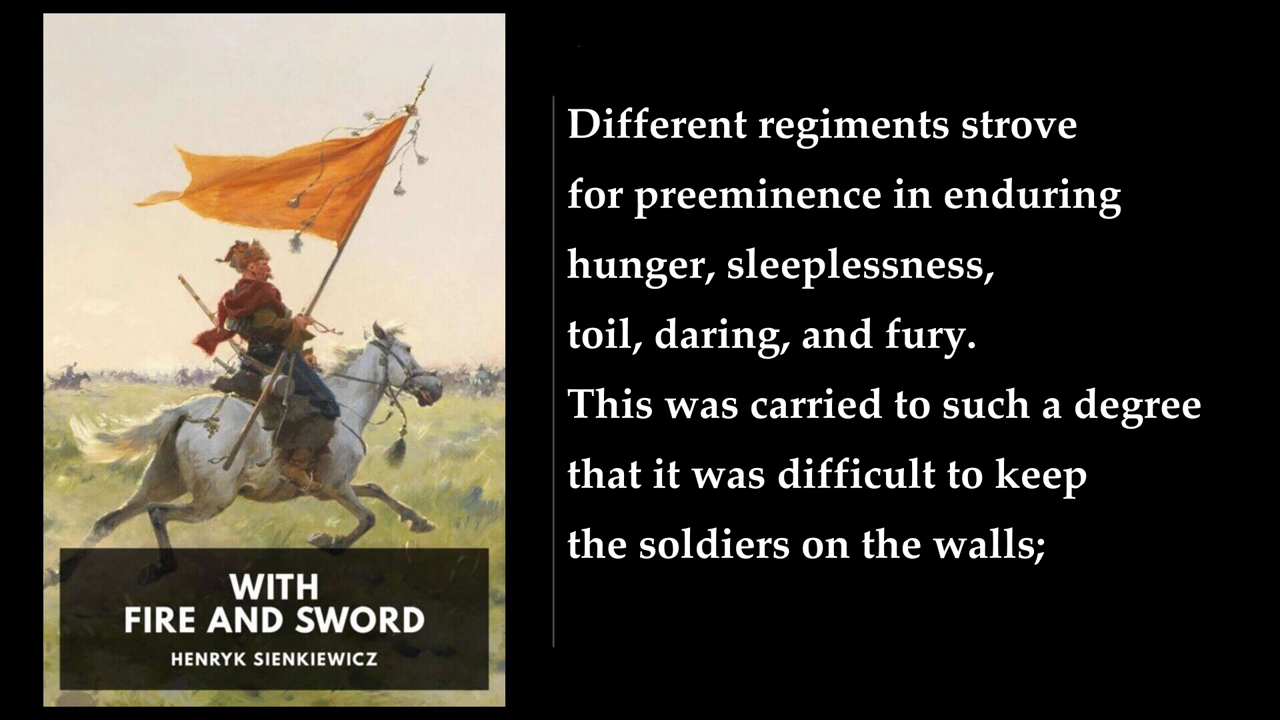 WITH
FIRE AND SWORD
HENRYK SIENKIEWICZ
Different regiments strove
for preeminence in enduring
hunger, sleeplessness,
toil, daring, and fury.
This was carried to such a degree
that it was difficult to keep
the soldiers on the walls;